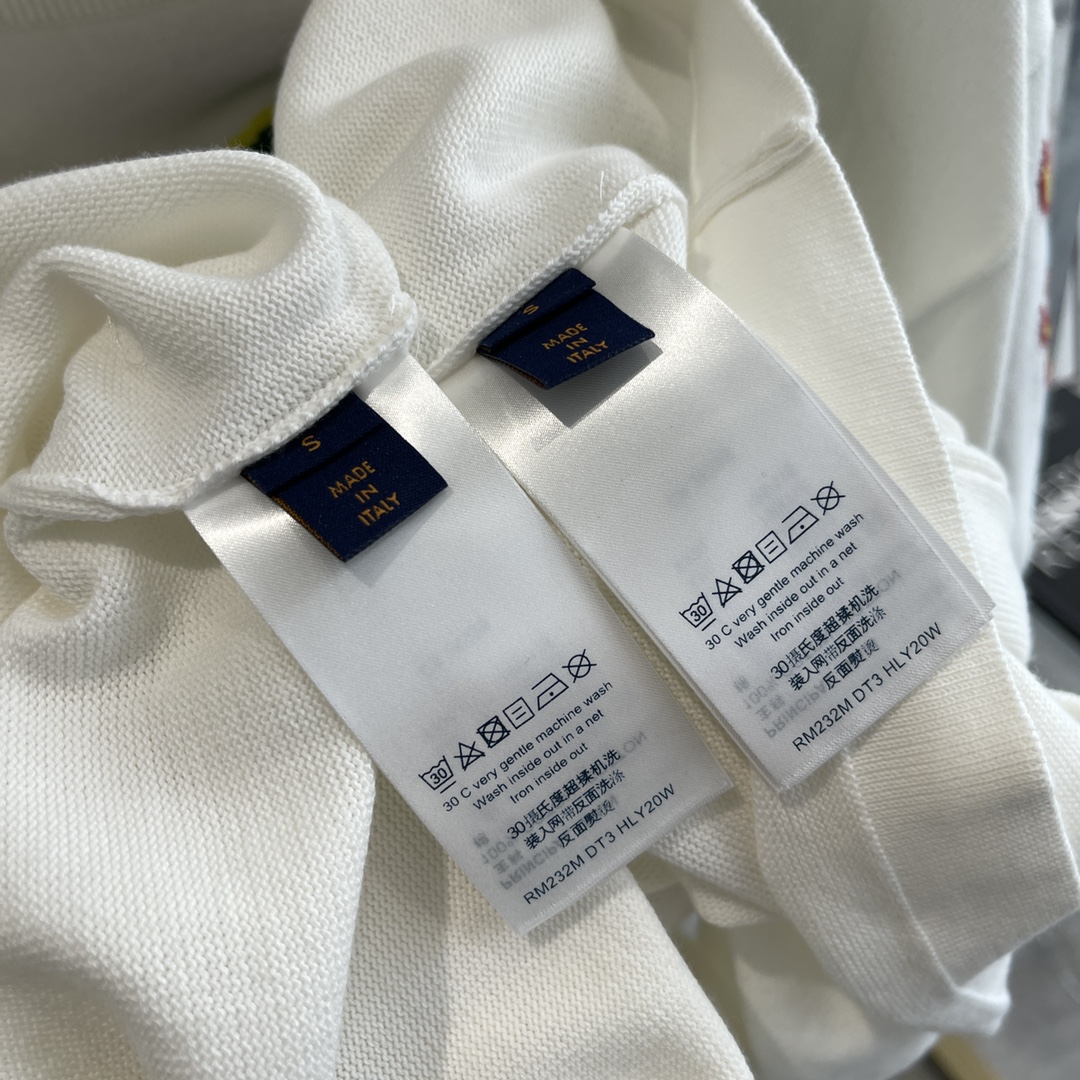 S
MADE
IN
ITALY
30
30 C very gentle machine wash
Wash inside out in a net
Iron inside out
30摄氏度超揉机洗
装入网带反面洗涤
反面熨烫
RM232M DT3 HLY20W
S
MADE
IN
ITALY
30
30 C very gentle machine wash
Wash inside out in a net
Iron inside out
30摄氏度超揉机洗
装入网带反面洗涤
反面熨烫
RM232M DT3 HLY20W